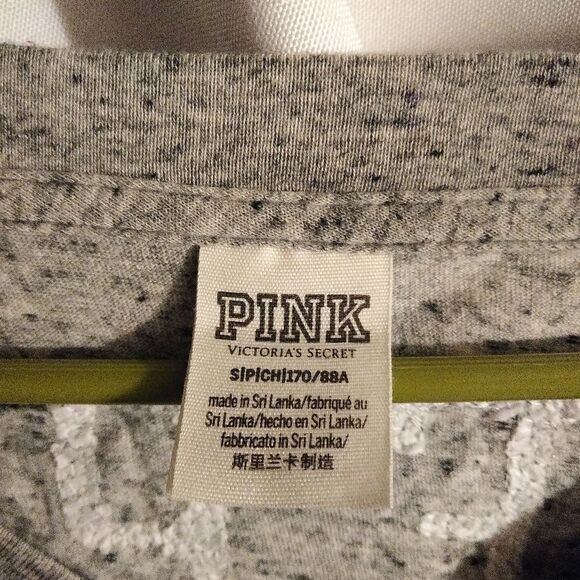 PINK
VICTORIA'S SECRET
S|P|CH|170/88A
made in Sri Lanka/fabriqué au
Sri Lanka/hecho en Sri Lanka/
fabbricato in Sri Lanka/
斯里兰卡制造